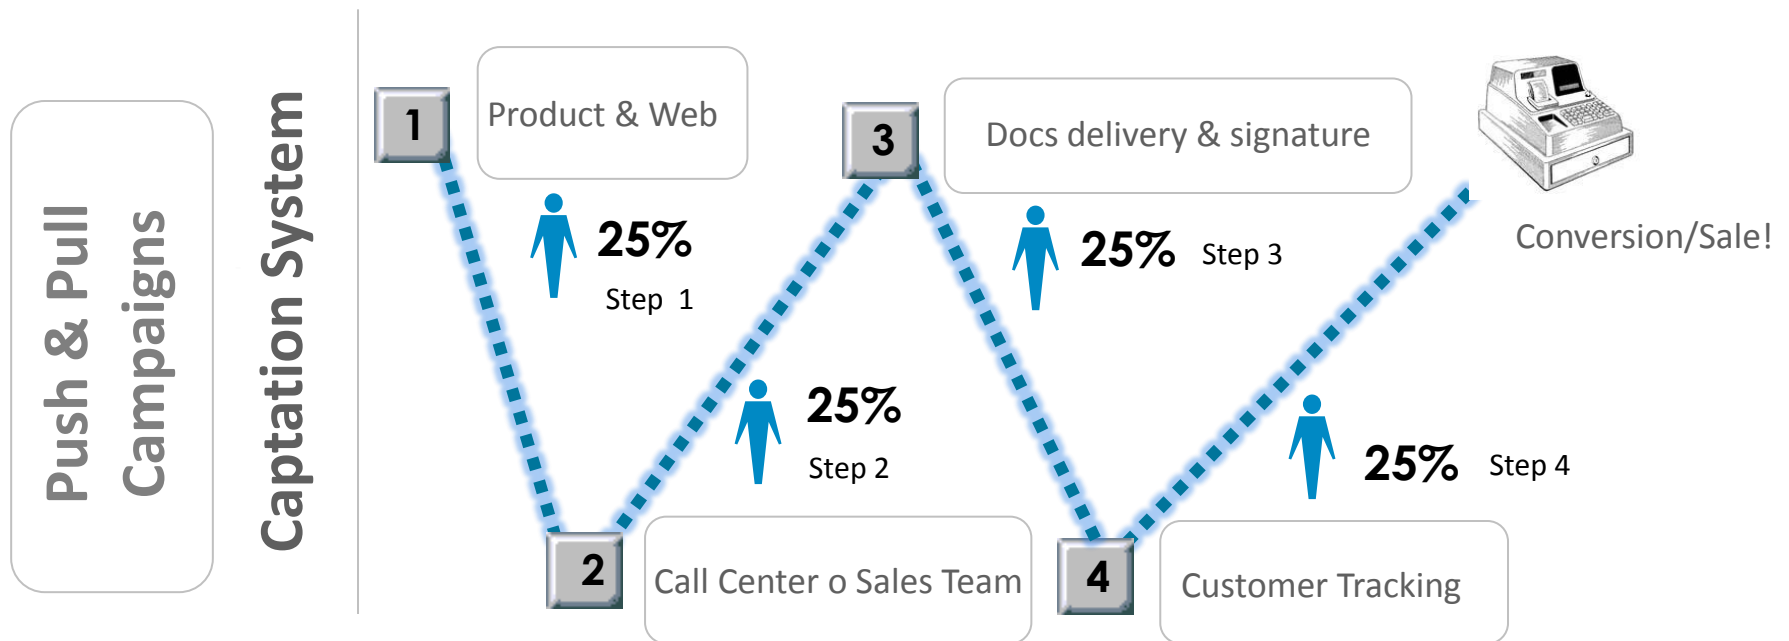 Push & Pull
Campaigns
Captation System
1
Product & Web
25%
Step 1
2
Call Center o Sales Team
25%
Step 2
3
Docs delivery & signature
25%
Step 3
4
Customer Tracking
25%
Step 4
Conversion/Sale!